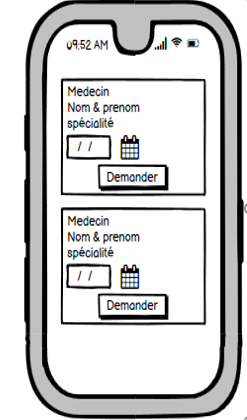 09:52 AM
Medecin
Nom & prenom
spécialité
/ /
Demander
Medecin
Nom & prenom
spécialité
/ /
Demander